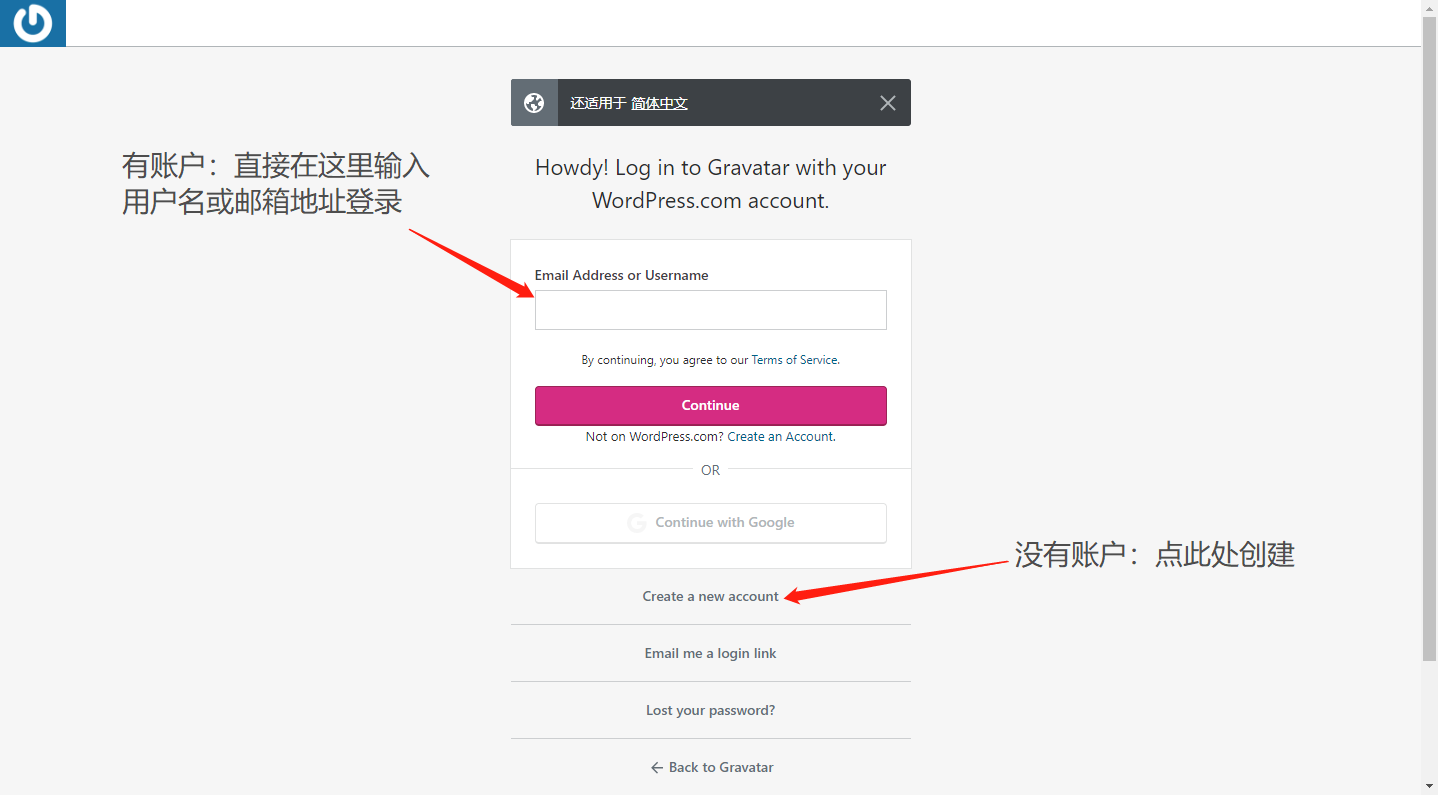 还适用于 简体中文
有账户：直接在这里输入
用户名或邮箱地址登录
Howdy! Log in to Gravatar with your
WordPress.com account.
Email Address or Username
By continuing, you agree to our Terms of Service.
Continue
Not on WordPress.com? Create an Account.
OR
Continue with Google
没有账户：点此处创建
Create a new account
Email me a login link
Lost your password?
Back to Gravatar